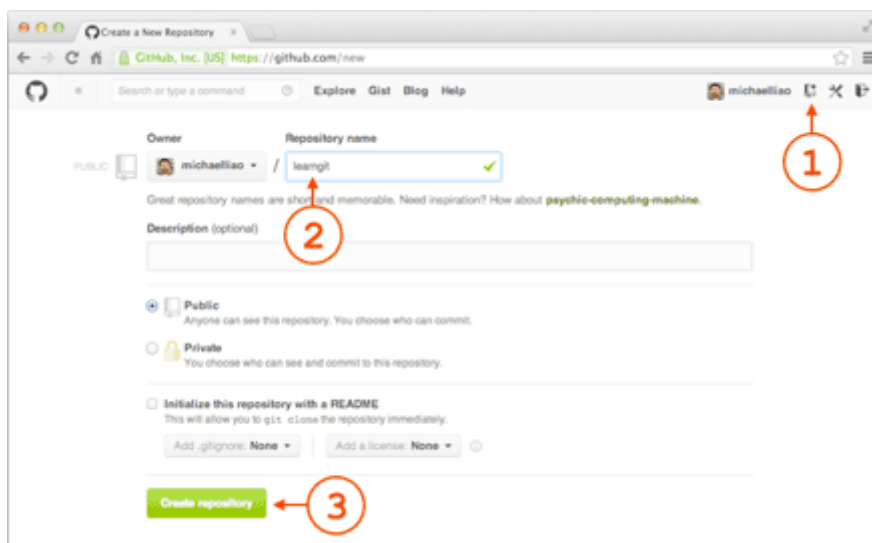 Create a New Repository
GitHub, Inc. [US] https://github.com/new
Search or type a command Explore Gist Blog Help michaelliao
1
Owner Repository name
PUBLIC michaelliao / learngit
Great repository names are short and memorable. Need inspiration? How about psychic-computing-machine.
2
Description (optional)
Public
Anyone can see this repository. You choose who can commit.
Private
You choose who can see and commit to this repository.
Initialize this repository with a README
This will allow you to git clone the repository immediately.
Add .gitignore: None Add a license: None
Create repository
3